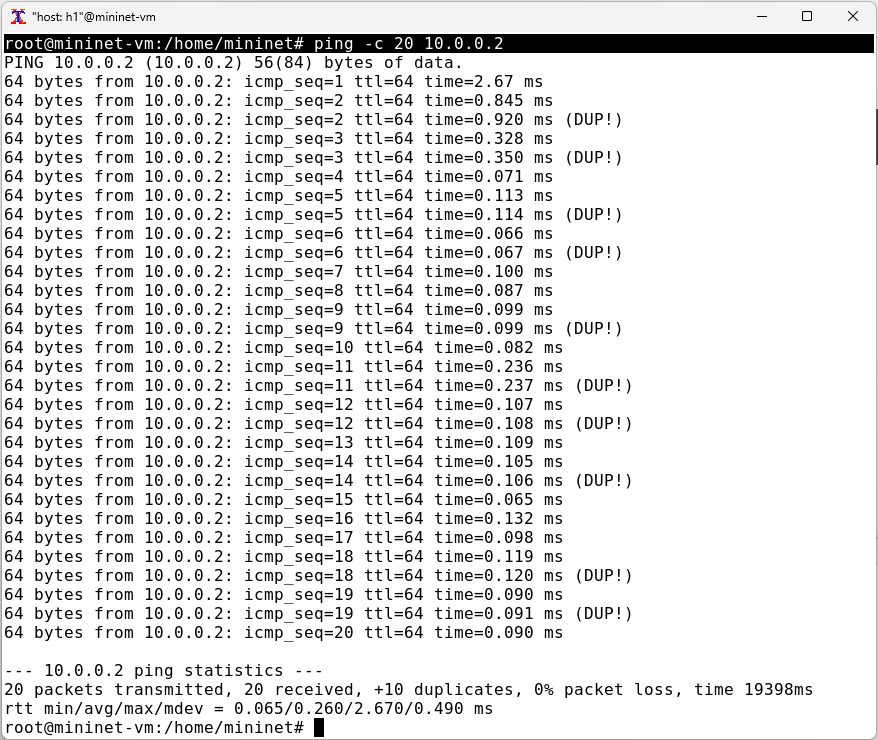 "host: h1"@mininet-vm
root@mininet-vm:/home/mininet# ping -c 20 10.0.0.2
PING 10.0.0.2 (10.0.0.2) 56(84) bytes of data.
64 bytes from 10.0.0.2: icmp_seq=1 ttl=64 time=2.67 ms
64 bytes from 10.0.0.2: icmp_seq=2 ttl=64 time=0.845 ms
64 bytes from 10.0.0.2: icmp_seq=2 ttl=64 time=0.920 ms (DUP!)
64 bytes from 10.0.0.2: icmp_seq=3 ttl=64 time=0.328 ms
64 bytes from 10.0.0.2: icmp_seq=3 ttl=64 time=0.350 ms (DUP!)
64 bytes from 10.0.0.2: icmp_seq=4 ttl=64 time=0.071 ms
64 bytes from 10.0.0.2: icmp_seq=5 ttl=64 time=0.113 ms
64 bytes from 10.0.0.2: icmp_seq=5 ttl=64 time=0.114 ms (DUP!)
64 bytes from 10.0.0.2: icmp_seq=6 ttl=64 time=0.066 ms
64 bytes from 10.0.0.2: icmp_seq=6 ttl=64 time=0.067 ms (DUP!)
64 bytes from 10.0.0.2: icmp_seq=7 ttl=64 time=0.100 ms
64 bytes from 10.0.0.2: icmp_seq=8 ttl=64 time=0.087 ms
64 bytes from 10.0.0.2: icmp_seq=9 ttl=64 time=0.099 ms
64 bytes from 10.0.0.2: icmp_seq=9 ttl=64 time=0.099 ms (DUP!)
64 bytes from 10.0.0.2: icmp_seq=10 ttl=64 time=0.082 ms
64 bytes from 10.0.0.2: icmp_seq=11 ttl=64 time=0.236 ms
64 bytes from 10.0.0.2: icmp_seq=11 ttl=64 time=0.237 ms (DUP!)
64 bytes from 10.0.0.2: icmp_seq=12 ttl=64 time=0.107 ms
64 bytes from 10.0.0.2: icmp_seq=12 ttl=64 time=0.108 ms (DUP!)
64 bytes from 10.0.0.2: icmp_seq=13 ttl=64 time=0.109 ms
64 bytes from 10.0.0.2: icmp_seq=14 ttl=64 time=0.105 ms
64 bytes from 10.0.0.2: icmp_seq=14 ttl=64 time=0.106 ms (DUP!)
64 bytes from 10.0.0.2: icmp_seq=15 ttl=64 time=0.065 ms
64 bytes from 10.0.0.2: icmp_seq=16 ttl=64 time=0.132 ms
64 bytes from 10.0.0.2: icmp_seq=17 ttl=64 time=0.098 ms
64 bytes from 10.0.0.2: icmp_seq=18 ttl=64 time=0.119 ms
64 bytes from 10.0.0.2: icmp_seq=18 ttl=64 time=0.120 ms (DUP!)
64 bytes from 10.0.0.2: icmp_seq=19 ttl=64 time=0.090 ms
64 bytes from 10.0.0.2: icmp_seq=19 ttl=64 time=0.091 ms (DUP!)
64 bytes from 10.0.0.2: icmp_seq=20 ttl=64 time=0.090 ms
--- 10.0.0.2 ping statistics ---
20 packets transmitted, 20 received, +10 duplicates, 0% packet loss, time 19398ms
rtt min/avg/max/mdev = 0.065/0.260/2.670/0.490 ms
root@mininet-vm:/home/mininet#